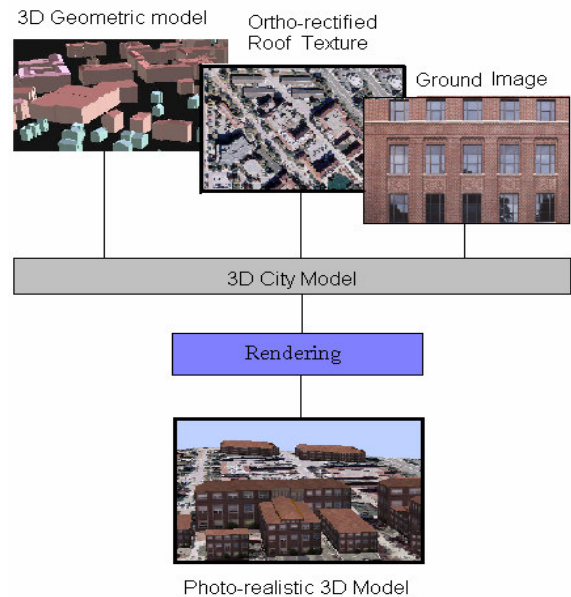 3D Geometric model
Ortho-rectified
Roof Texture
Ground Image
3D City Model
Rendering
Photo-realistic 3D Model